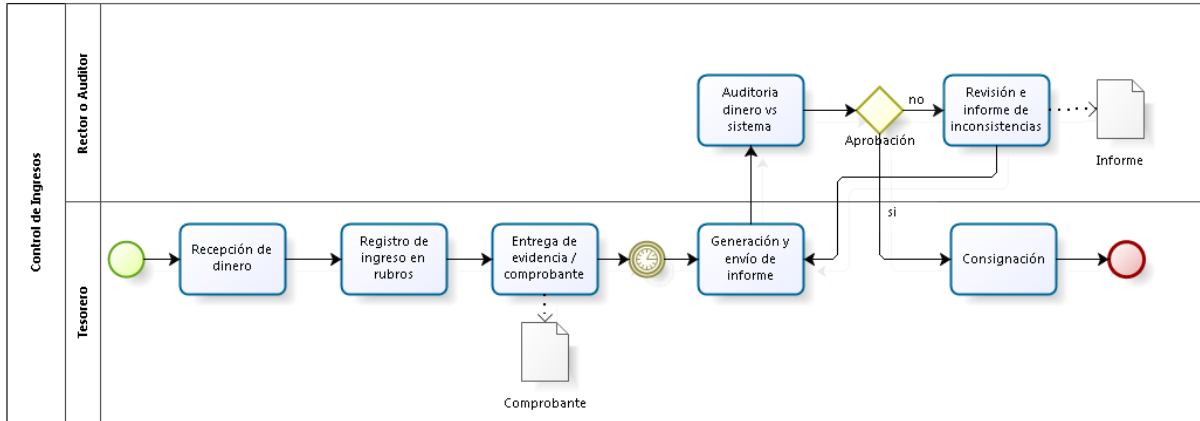 Control de Ingresos
Rector o Auditor
Auditoria
dinero vs
sistema
Aprobación
no
Revisión e
informe de
inconsistencias
Informe
si
Tesorero
Recepción de
dinero
Registro de
ingreso en
rubros
Entrega de
evidencia /
comprobante
Comprobante
Generación y
envío de
informe
Consignación